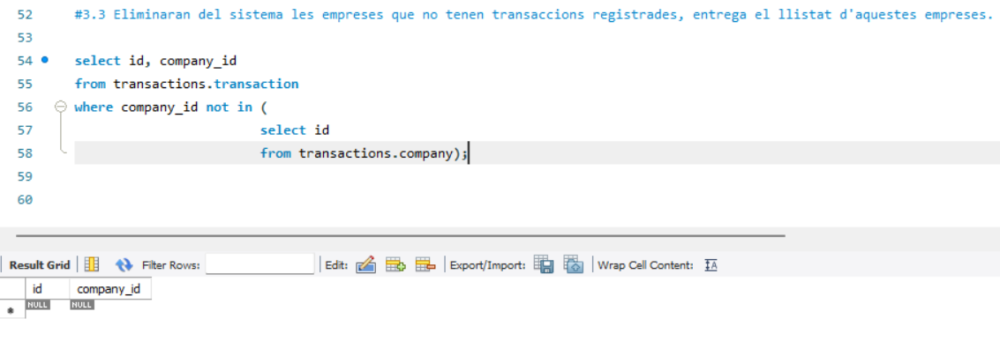 52 #3.3 Eliminaran del sistema les empreses que no tenen transaccions registrades, entrega el llistat d'aquestes empreses.
53
54 select id, company_id
55 from transactions.transaction
56 where company_id not in (
57 select id
58 from transactions.company);
59
60
Result Grid Filter Rows: Edit: Export/Import: Wrap Cell Content: IA
id company_id
* NULL NULL